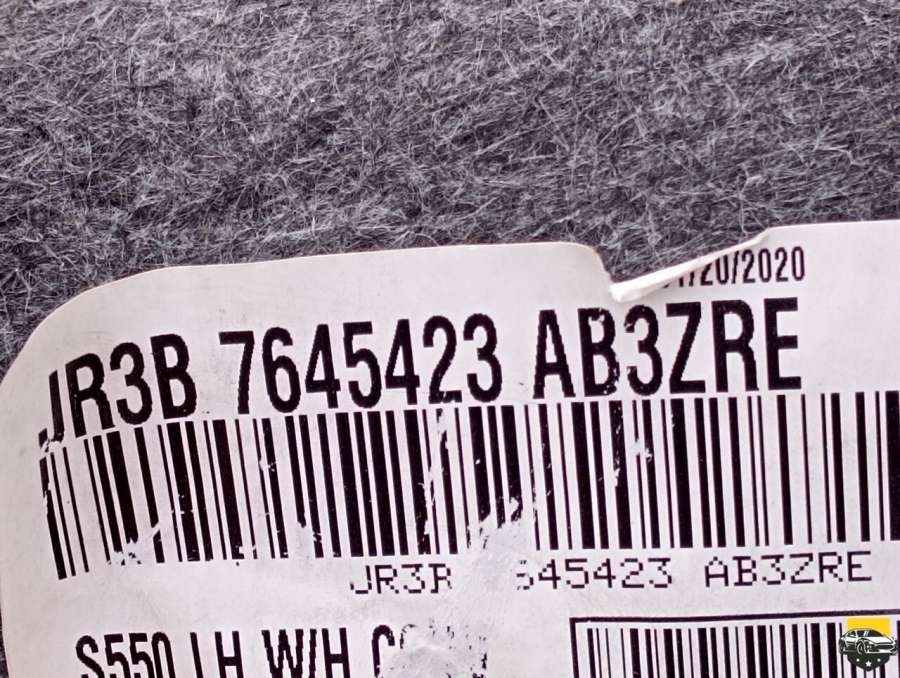 /20/2020
JR3B 7645423 AB3ZRE
JR3B 645423 AB3ZRE
S550 LH W/H